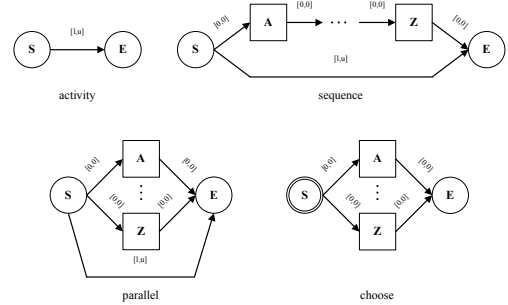 [0,0] A [0,0] ... [0,0] Z [0,0]
S [l,u] E S [l,u] E
activity sequence
[0,0] A [0,0] [0,0] A [0,0]
S E S E
[0,0] [0,0] [0,0] [0,0]
Z Z
[l,u]
parallel choose